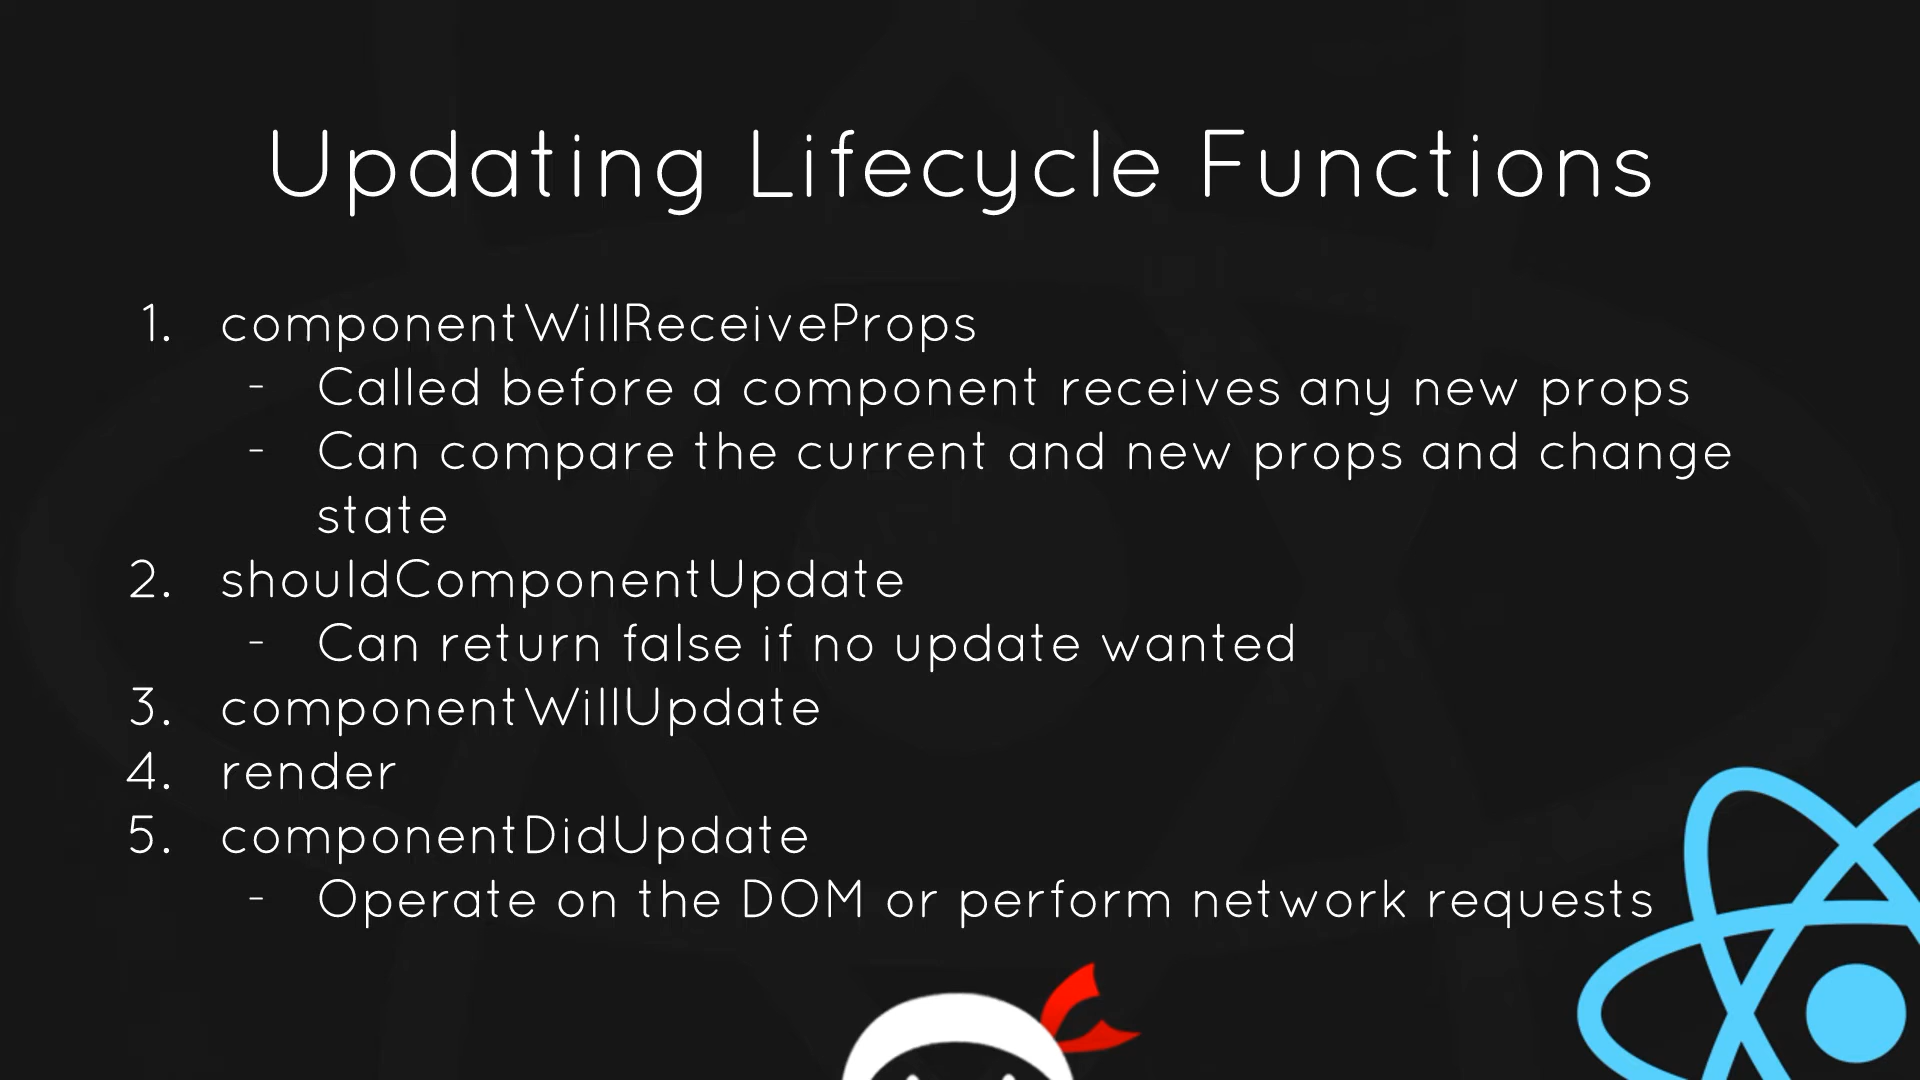 Updating Lifecycle Functions
1. componentWillReceiveProps
- Called before a component receives any new props
- Can compare the current and new props and change
state
2. shouldComponentUpdate
- Can return false if no update wanted
3. componentWillUpdate
4. render
5. componentDidUpdate
- Operate on the DOM or perform network requests